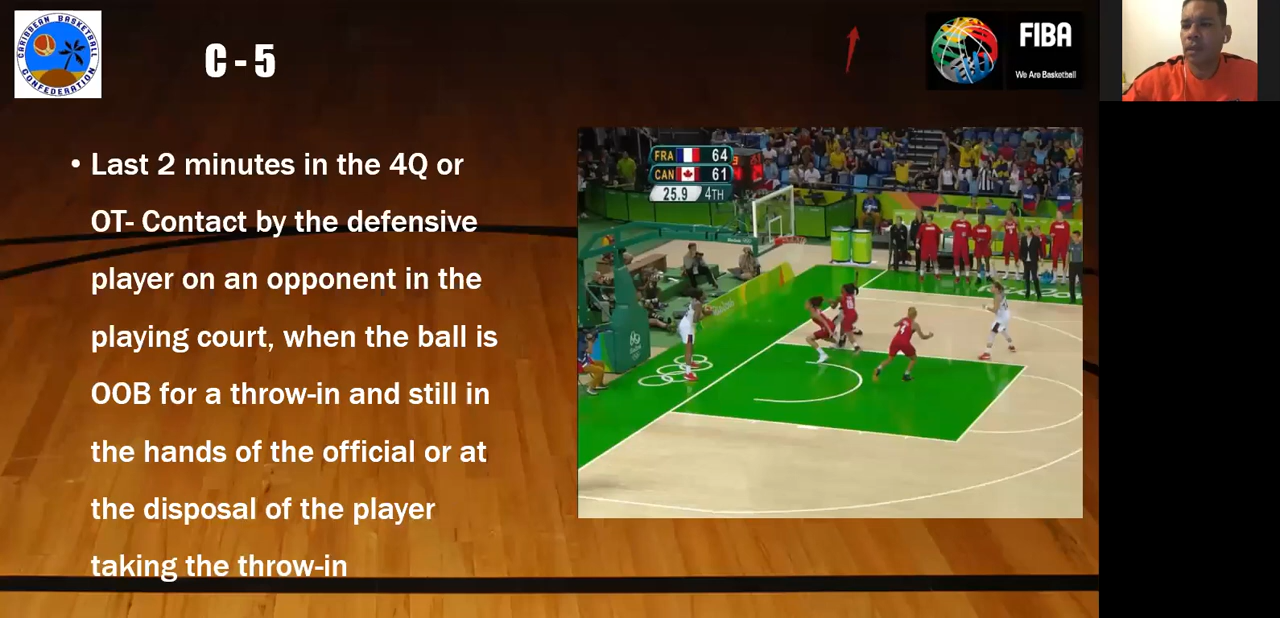 CARIBBEAN BASKETBALL
CONFEDERATION
C - 5
FIBA
We Are Basketball
• Last 2 minutes in the 4Q or
OT- Contact by the defensive
player on an opponent in the
playing court, when the ball is
OOB for a throw-in and still in
the hands of the official or at
the disposal of the player
taking the throw-in
FRA 64
CAN 61
25.9 4TH